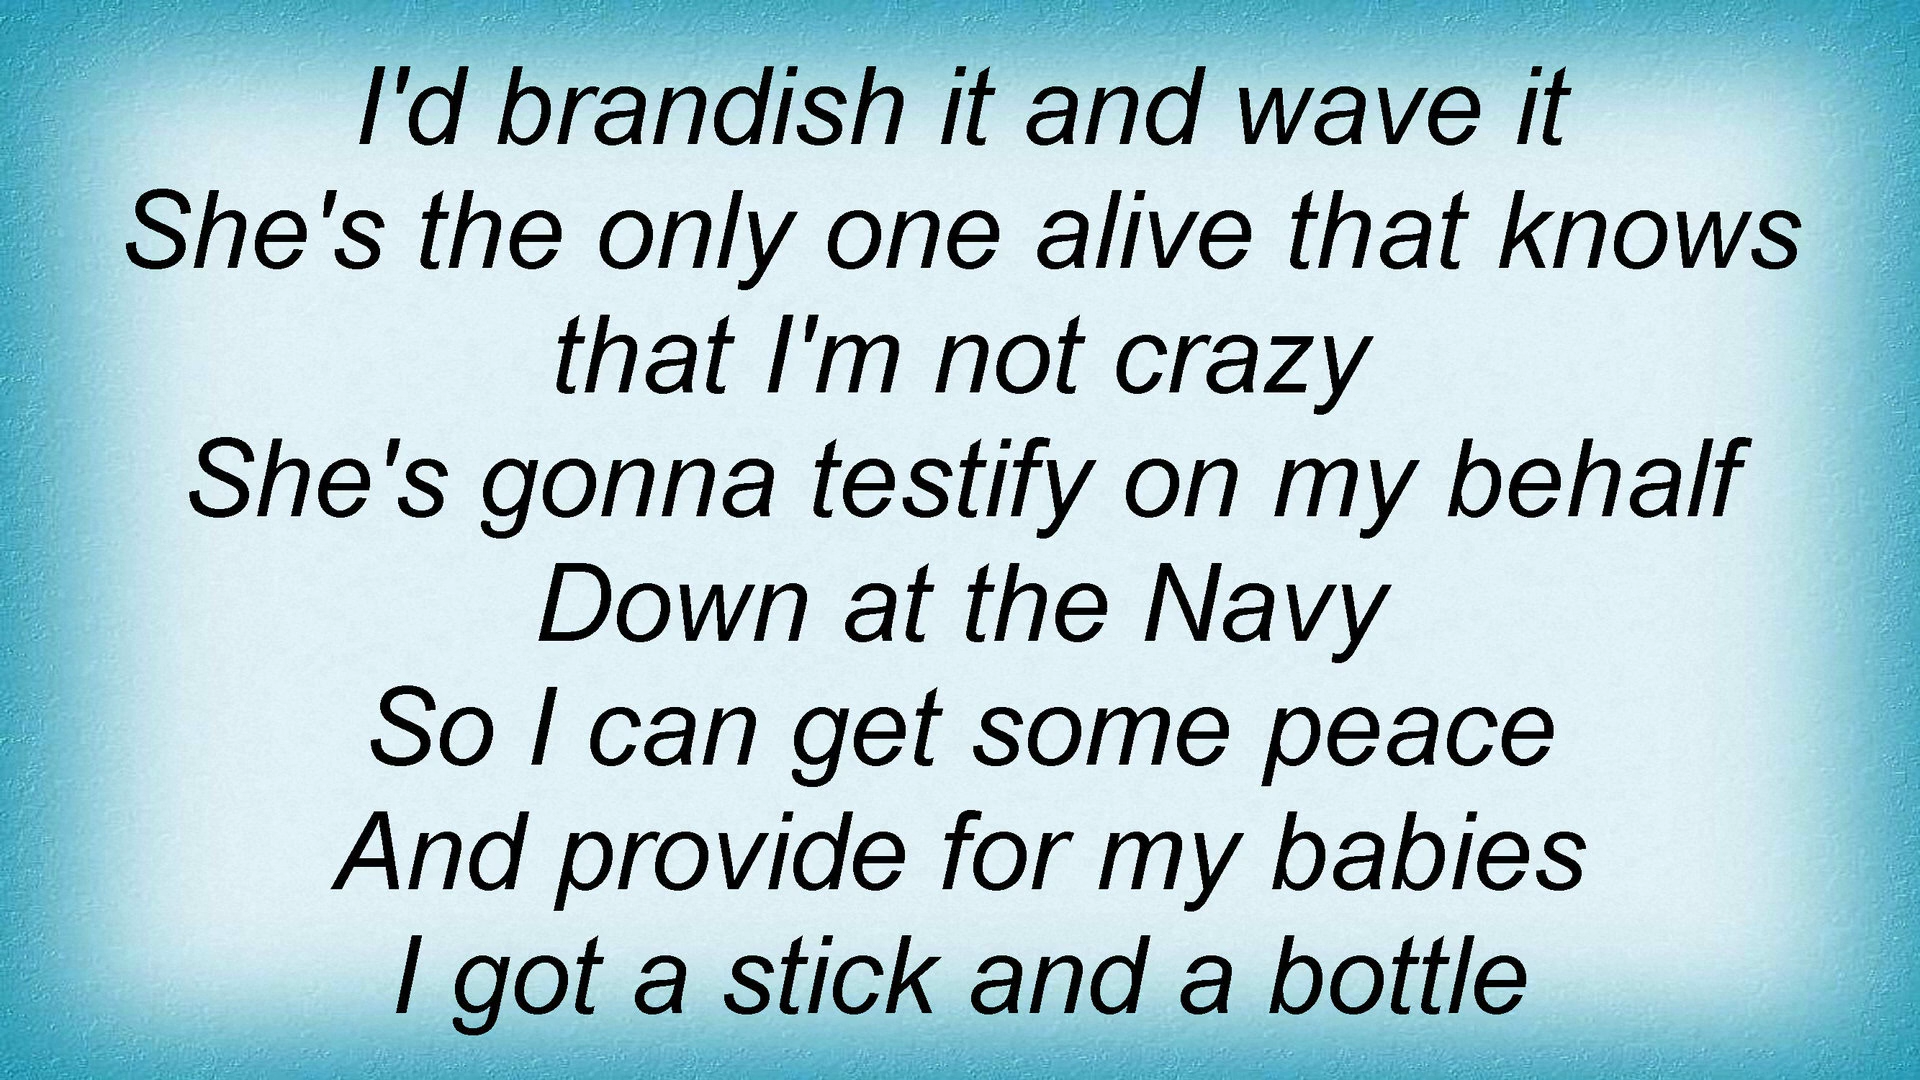 I'd brandish it and wave it
She's the only one alive that knows
that I'm not crazy
She's gonna testify on my behalf
Down at the Navy
So I can get some peace
And provide for my babies
I got a stick and a bottle